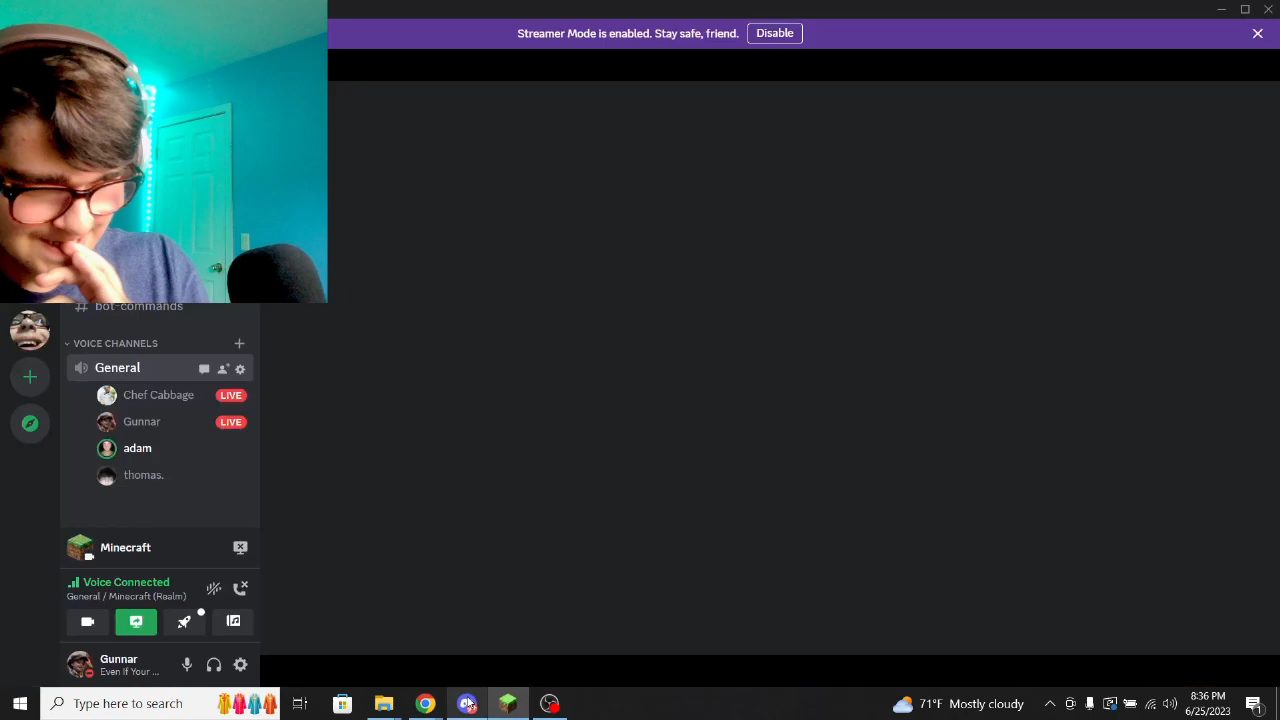 Streamer Mode is enabled. Stay safe, friend.
Disable
bot-commands
VOICE CHANNELS
General
Chef Cabbage
LIVE
Gunnar
LIVE
adam
thomas.
Minecraft
Voice Connected
General / Minecraft (Realm)
Gunnar
Even If Your ...
Type here to search
71°F Mostly cloudy
8:36 PM
6/25/2023
1